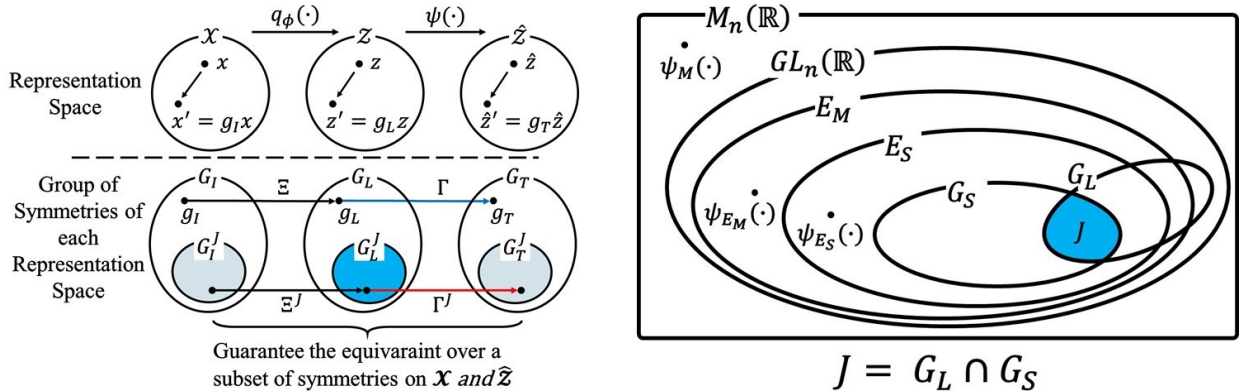 𝒳 q_ϕ(·) 𝒵 ψ(·) 𝒵̂
Representation
Space
x z ẑ
x′ = g_I x z′ = g_L z ẑ′ = g_T ẑ
Group of
Symmetries of
each
Representation
Space
G_I Ξ G_L Γ G_T
g_I g_L g_T
G_I^J G_L^J G_T^J
Ξ^J Γ^J
Guarantee the equivaraint over a
subset of symmetries on 𝒳 and 𝒵̂
M_n(ℝ)
ψ_M(·)
GL_n(ℝ)
E_M
E_S
G_L
G_S
ψ_{E_M}(·) ψ_{E_S}(·) J
J = G_L ∩ G_S